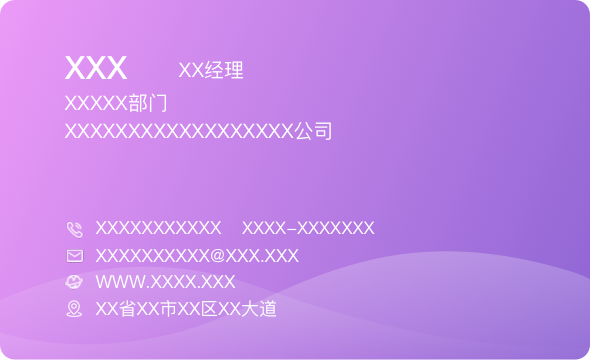 XXX XX经理
XXXXX部门
XXXXXXXXXXXXXXXXXX公司
XXXXXXXXXXX XXXX-XXXXXXX
XXXXXXXXXX@XXX.XXX
WWW.XXXX.XXX
XX省XX市XX区XX大道